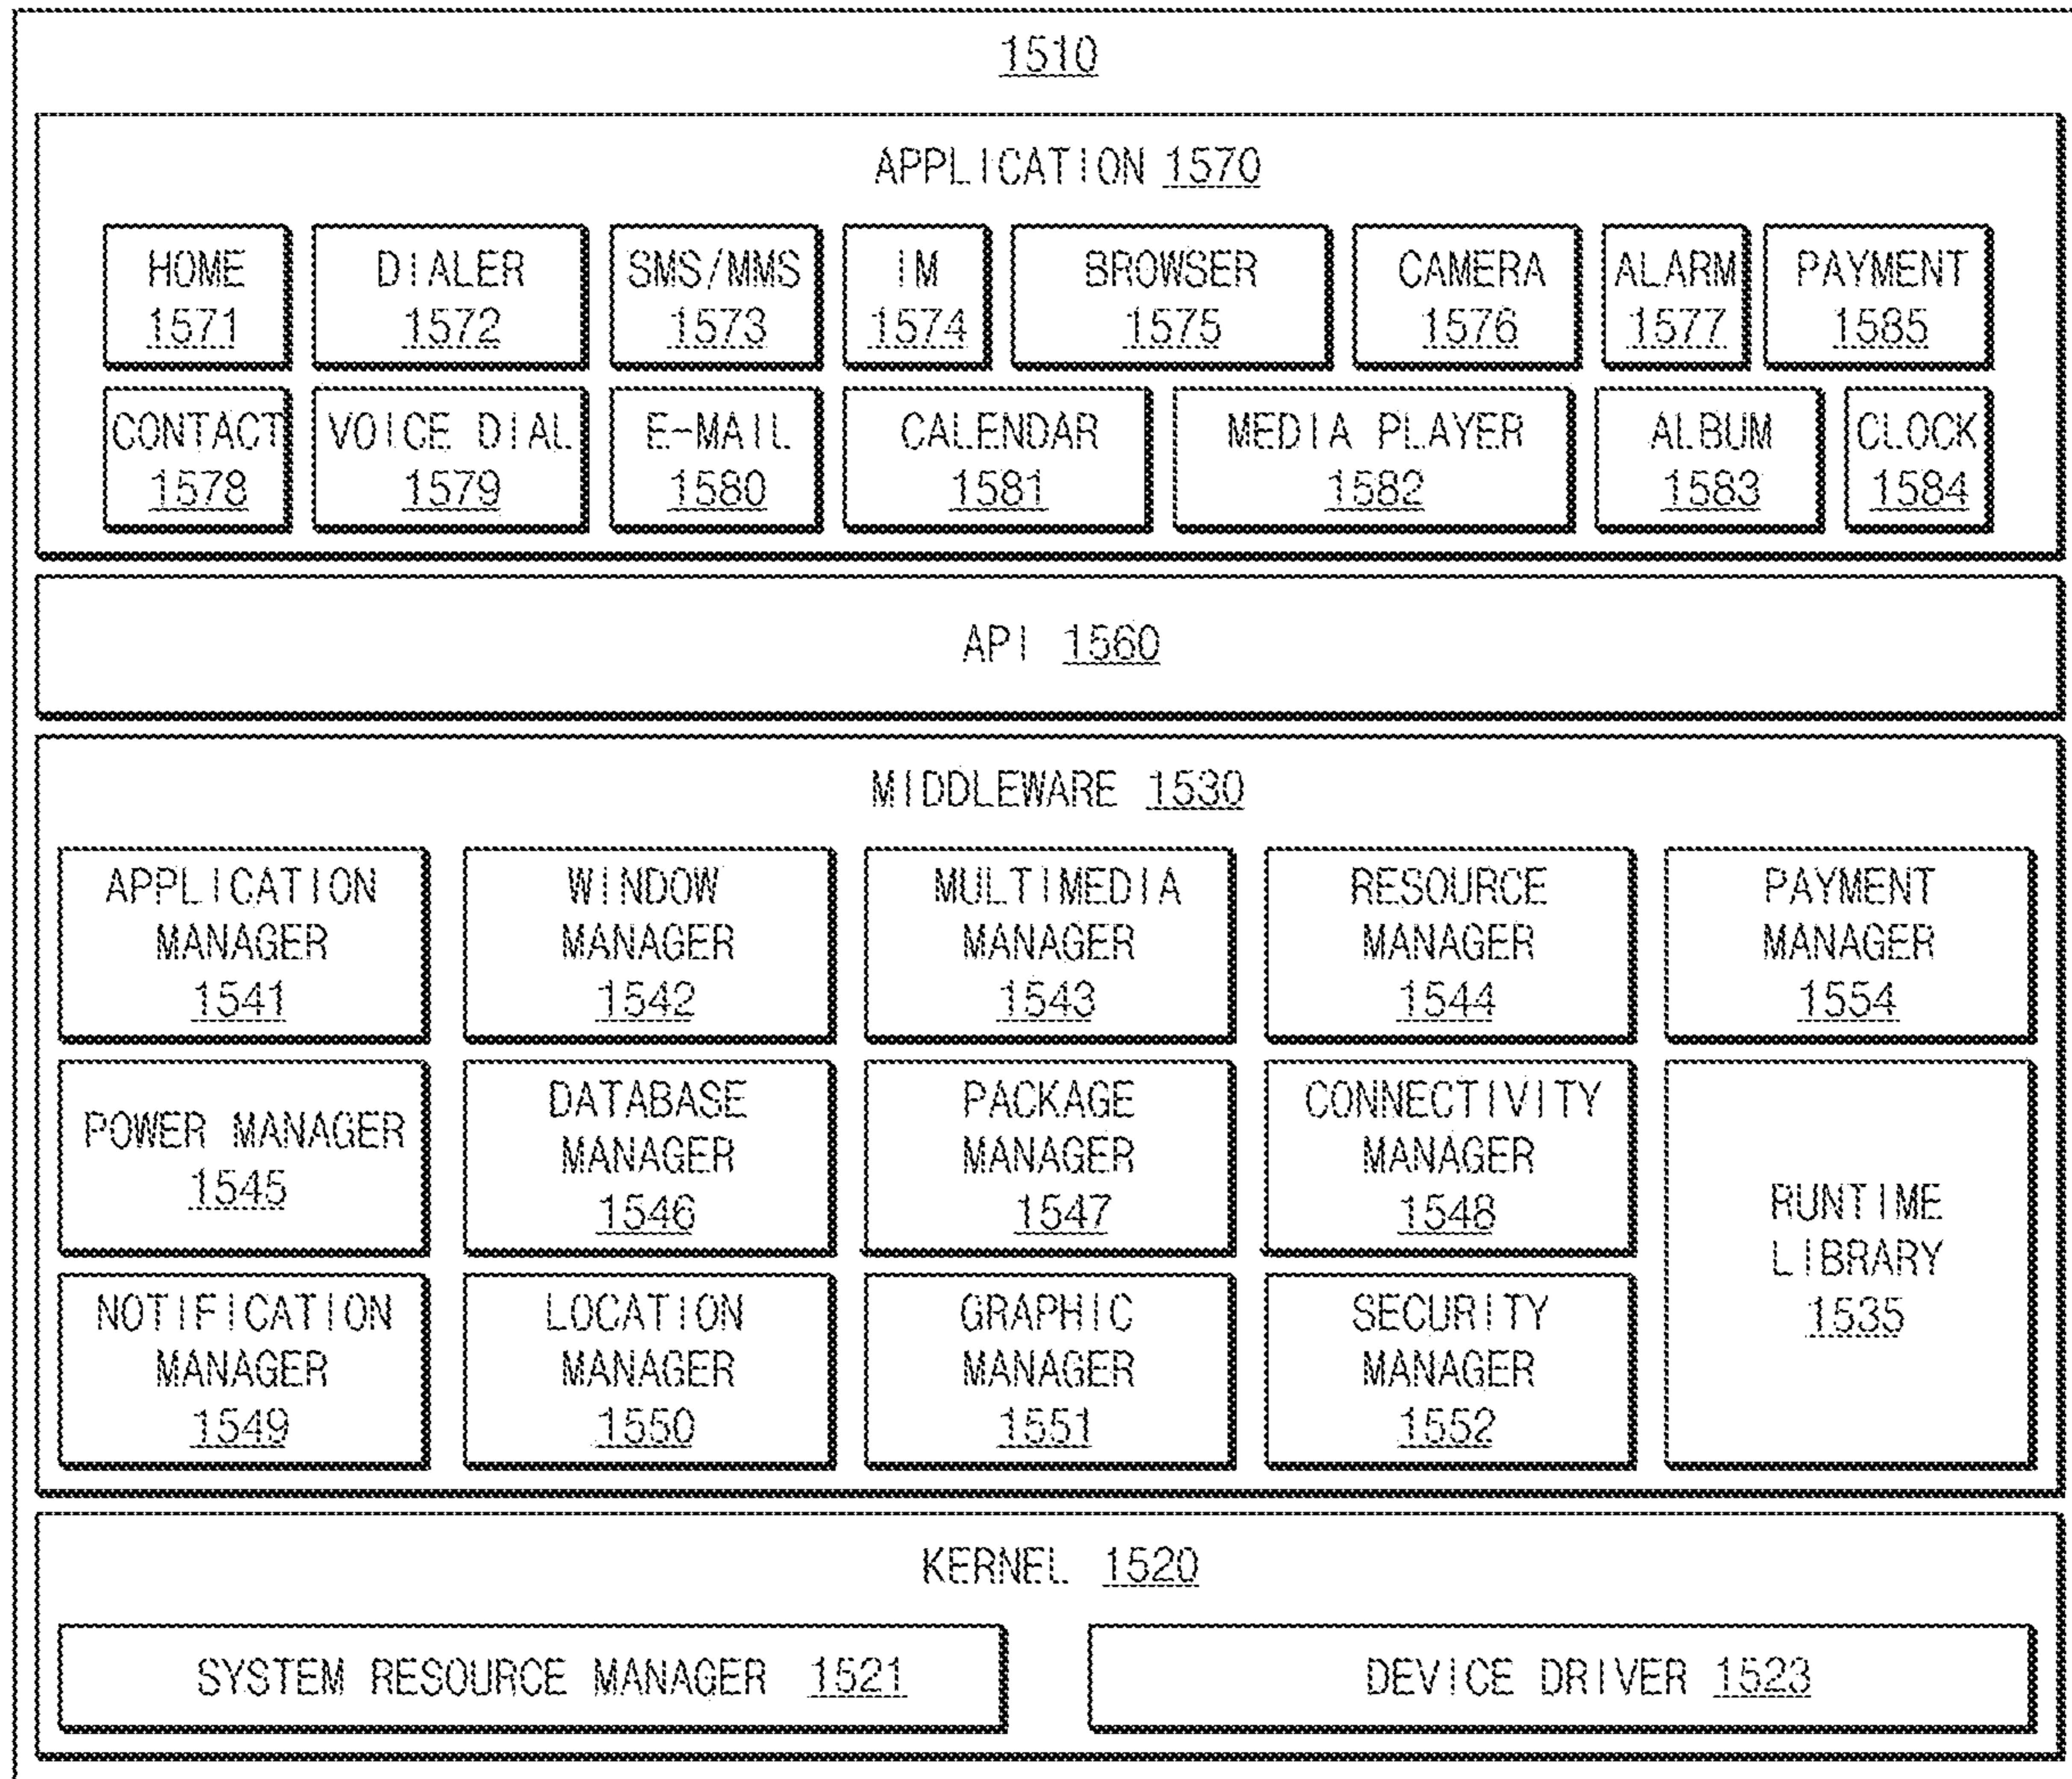 1510
APPLICATION 1570
HOME
1571
DIALER
1572
SMS/MMS
1573
IM
1574
BROWSER
1575
CAMERA
1576
ALARM
1577
PAYMENT
1585
CONTACT
1578
VOICE DIAL
1579
E-MAIL
1580
CALENDAR
1581
MEDIA PLAYER
1582
ALBUM
1583
CLOCK
1584
API 1560
MIDDLEWARE 1530
APPLICATION
MANAGER
1541
WINDOW
MANAGER
1542
MULTIMEDIA
MANAGER
1543
RESOURCE
MANAGER
1544
PAYMENT
MANAGER
1554
POWER MANAGER
1545
DATABASE
MANAGER
1546
PACKAGE
MANAGER
1547
CONNECTIVITY
MANAGER
1548
RUNTIME
LIBRARY
1535
NOTIFICATION
MANAGER
1549
LOCATION
MANAGER
1550
GRAPHIC
MANAGER
1551
SECURITY
MANAGER
1552
KERNEL 1520
SYSTEM RESOURCE MANAGER 1521
DEVICE DRIVER 1523